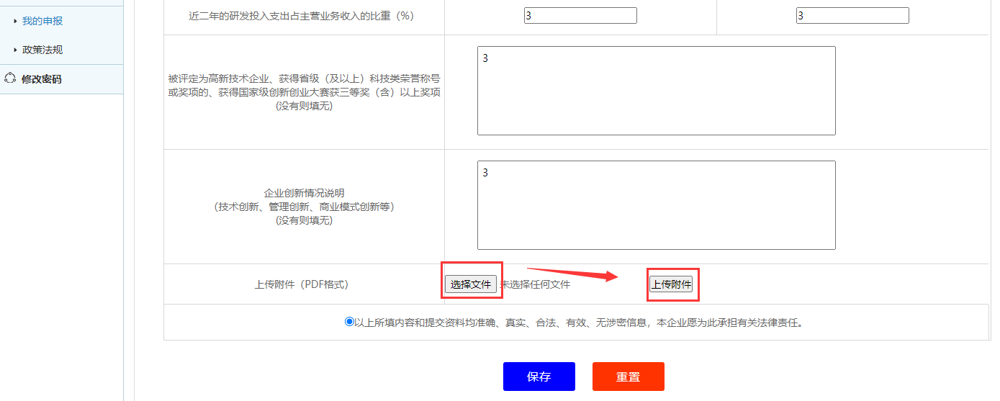 我的申报
政策法规
修改密码
近二年的研发投入支出占主营业务收入的比重（%）
3
3
被评定为高新技术企业、获得省级（及以上）科技类荣誉称号
或奖项的、获得国家级创新创业大赛获三等奖（含）以上奖项
(没有则填无)
3
企业创新情况说明
（技术创新、管理创新、商业模式创新等）
(没有则填无)
3
上传附件（PDF格式）
选择文件 未选择任何文件
上传附件
以上所填内容和提交资料均准确、真实、合法、有效、无涉密信息，本企业愿为此承担有关法律责任。
保存
重置